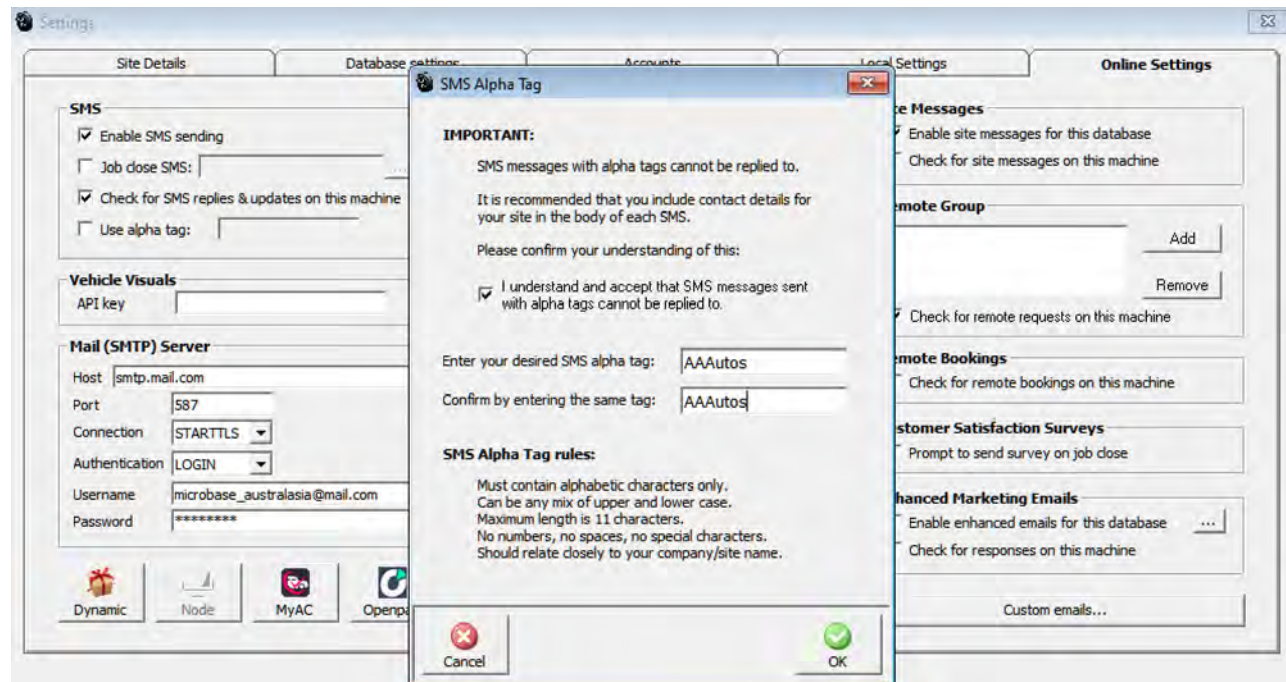 Settings
Site Details
Database settings
Accounts
Local Settings
Online Settings
SMS
Enable SMS sending
Job close SMS:
...
Check for SMS replies & updates on this machine
Use alpha tag:
Vehicle Visuals
API key
Mail (SMTP) Server
Host smtp.mail.com
Port 587
Connection STARTTLS
Authentication LOGIN
Username microbase_australasia@mail.com
Password ********
Dynamic
Node
MyAC
SMS Alpha Tag
IMPORTANT:
SMS messages with alpha tags cannot be replied to.
It is recommended that you include contact details for
your site in the body of each SMS.
Please confirm your understanding of this:
I understand and accept that SMS messages sent
with alpha tags cannot be replied to.
Enter your desired SMS alpha tag: AAAutos
Confirm by entering the same tag: AAAutos
SMS Alpha Tag rules:
Must contain alphabetic characters only.
Can be any mix of upper and lower case.
Maximum length is 11 characters.
No numbers, no spaces, no special characters.
Should relate closely to your company/site name.
Cancel
OK
Messages
Enable site messages for this database
Check for site messages on this machine
Group
Add
Remove
Check for remote requests on this machine
Bookings
Check for remote bookings on this machine
Satisfaction Surveys
Prompt to send survey on job close
Marketing Emails
Enable enhanced emails for this database
...
Check for responses on this machine
Custom emails...